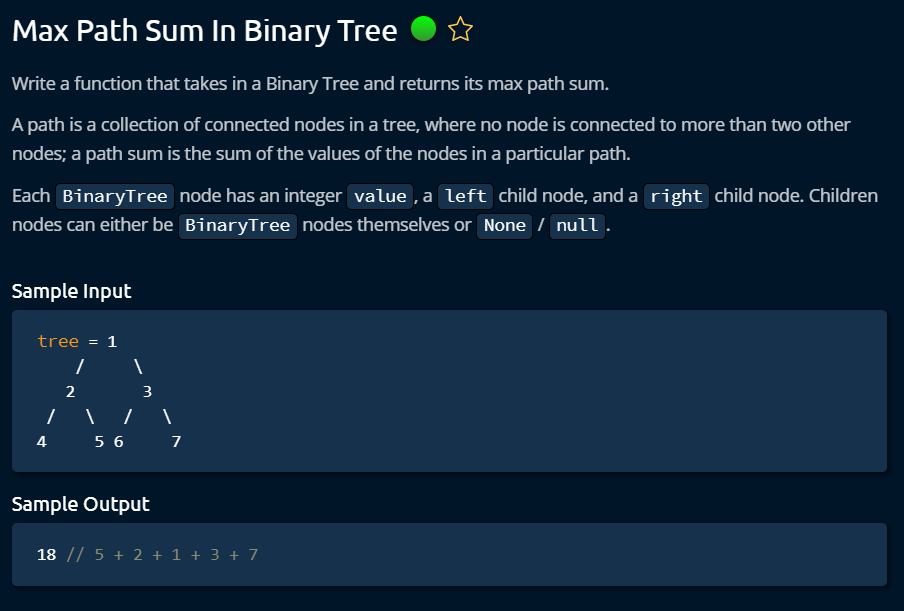 Max Path Sum In Binary Tree
Write a function that takes in a Binary Tree and returns its max path sum.
A path is a collection of connected nodes in a tree, where no node is connected to more than two other
nodes; a path sum is the sum of the values of the nodes in a particular path.
Each BinaryTree node has an integer value, a left child node, and a right child node. Children
nodes can either be BinaryTree nodes themselves or None / null.
Sample Input
tree = 1
/ \
2 3
/ \ / \
4 5 6 7
Sample Output
18 // 5 + 2 + 1 + 3 + 7